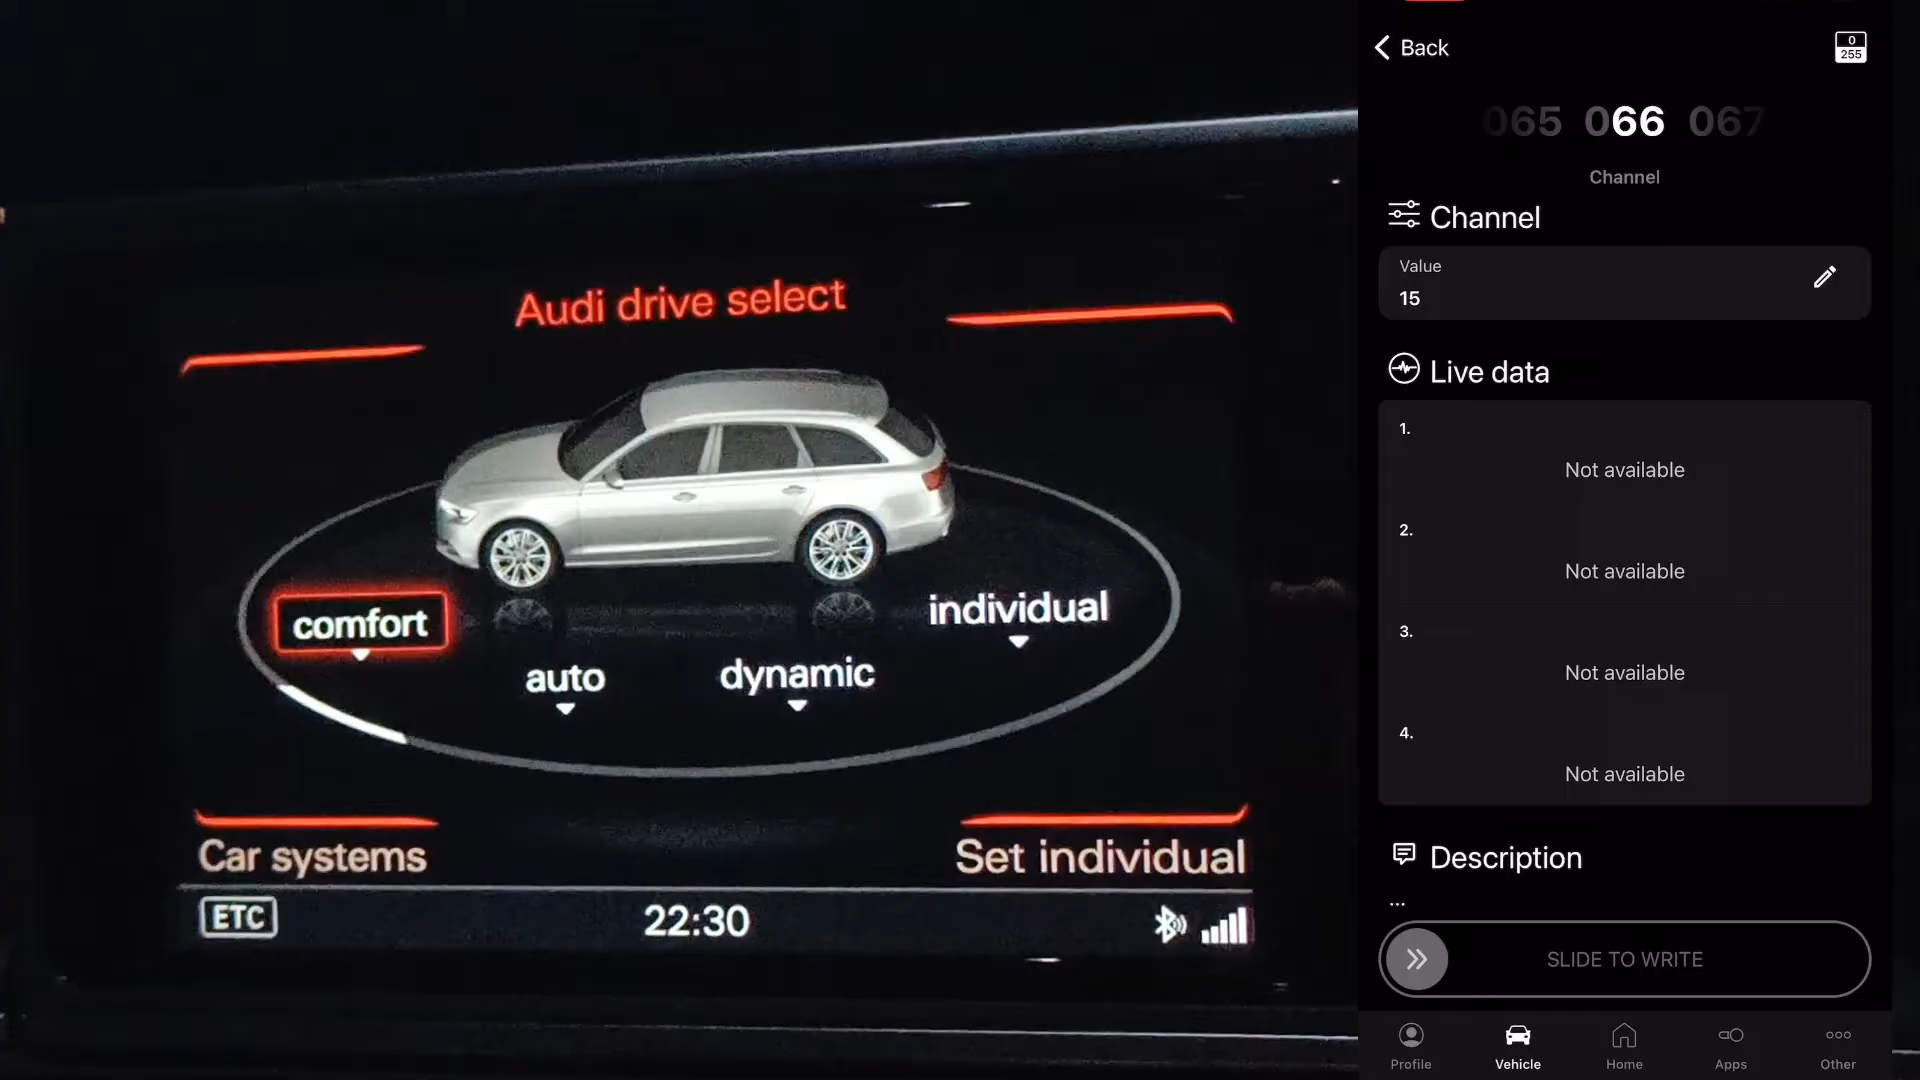 Audi drive select
comfort
auto
dynamic
individual
Car systems
Set individual
ETC
22:30
Back
0
255
065 066 067
Channel
Channel
Value
15
Live data
1.
Not available
2.
Not available
3.
Not available
4.
Not available
Description
...
SLIDE TO WRITE
Profile
Vehicle
Home
Apps
Other